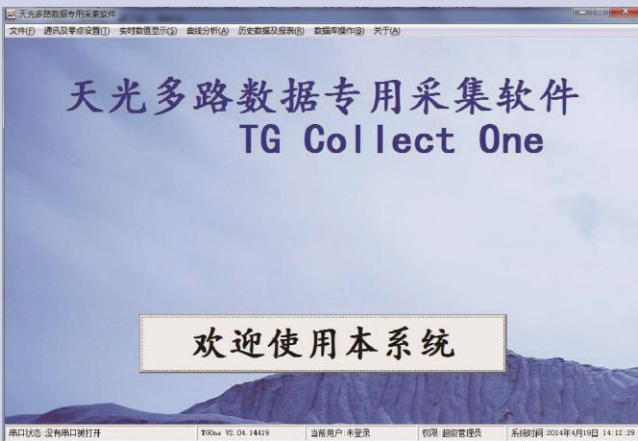 天光多路数据专用采集软件
文件(F) 通讯及零点设置(T) 实时数值显示(S) 曲线分析(A) 历史数据及报表(R) 数据库操作(B) 关于(A)
天光多路数据专用采集软件
TG Collect One
欢迎使用本系统
串口状态:没有串口被打开 TGOne V2.04.14419 当前用户:未登录 权限:超级管理员 系统时间:2014年4月19日 14:12:29